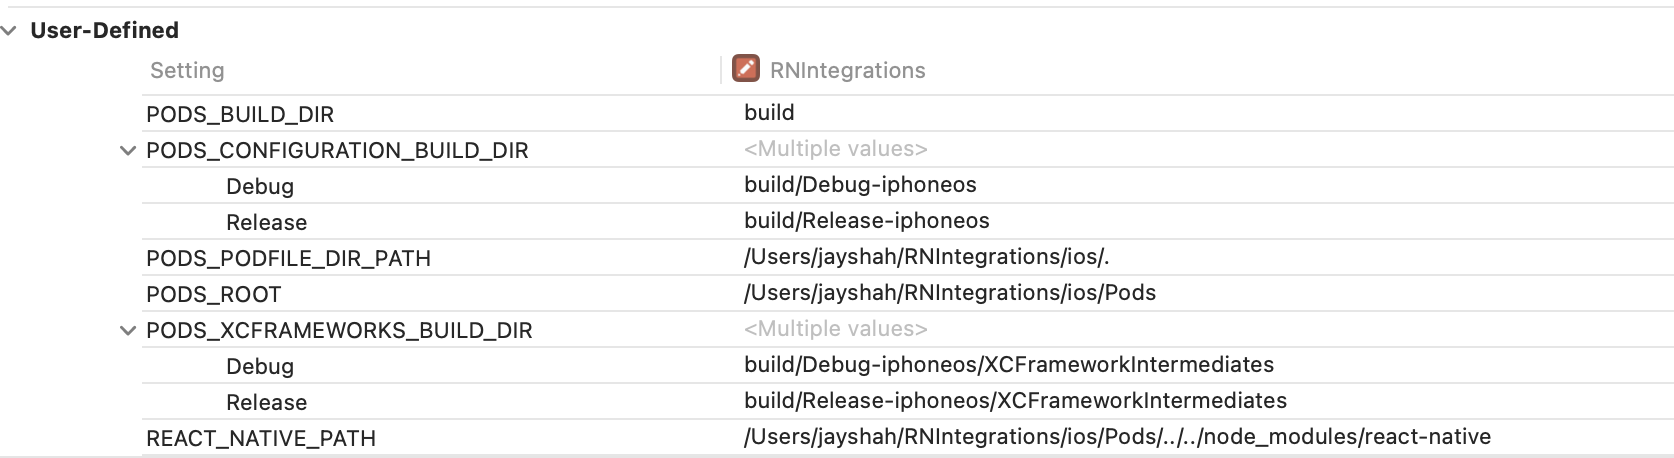 User-Defined
Setting RNIntegrations
PODS_BUILD_DIR build
PODS_CONFIGURATION_BUILD_DIR <Multiple values>
Debug build/Debug-iphoneos
Release build/Release-iphoneos
PODS_PODFILE_DIR_PATH /Users/jayshah/RNIntegrations/ios/.
PODS_ROOT /Users/jayshah/RNIntegrations/ios/Pods
PODS_XCFRAMEWORKS_BUILD_DIR <Multiple values>
Debug build/Debug-iphoneos/XCFrameworkIntermediates
Release build/Release-iphoneos/XCFrameworkIntermediates
REACT_NATIVE_PATH /Users/jayshah/RNIntegrations/ios/Pods/../../node_modules/react-native